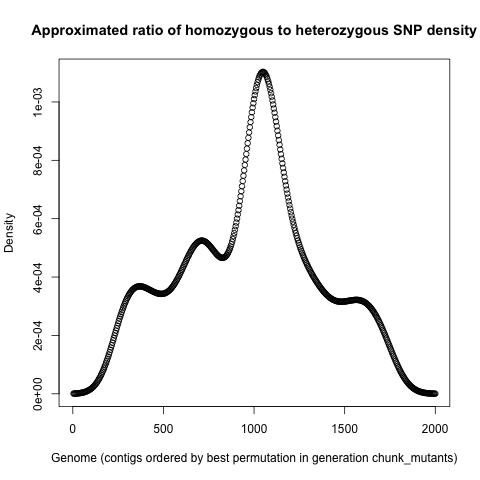 Approximated ratio of homozygous to heterozygous SNP density
1e-03
8e-04
6e-04
4e-04
2e-04
0e+00
Density
0 500 1000 1500 2000
Genome (contigs ordered by best permutation in generation chunk_mutants)